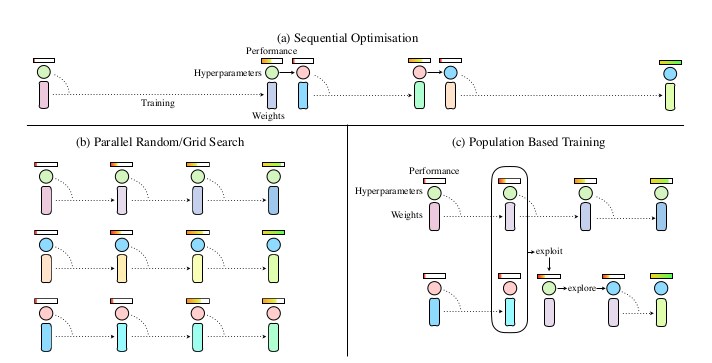 (a) Sequential Optimisation
Performance
Hyperparameters
Training
Weights
(b) Parallel Random/Grid Search
(c) Population Based Training
Performance
Hyperparameters
Weights
exploit
explore